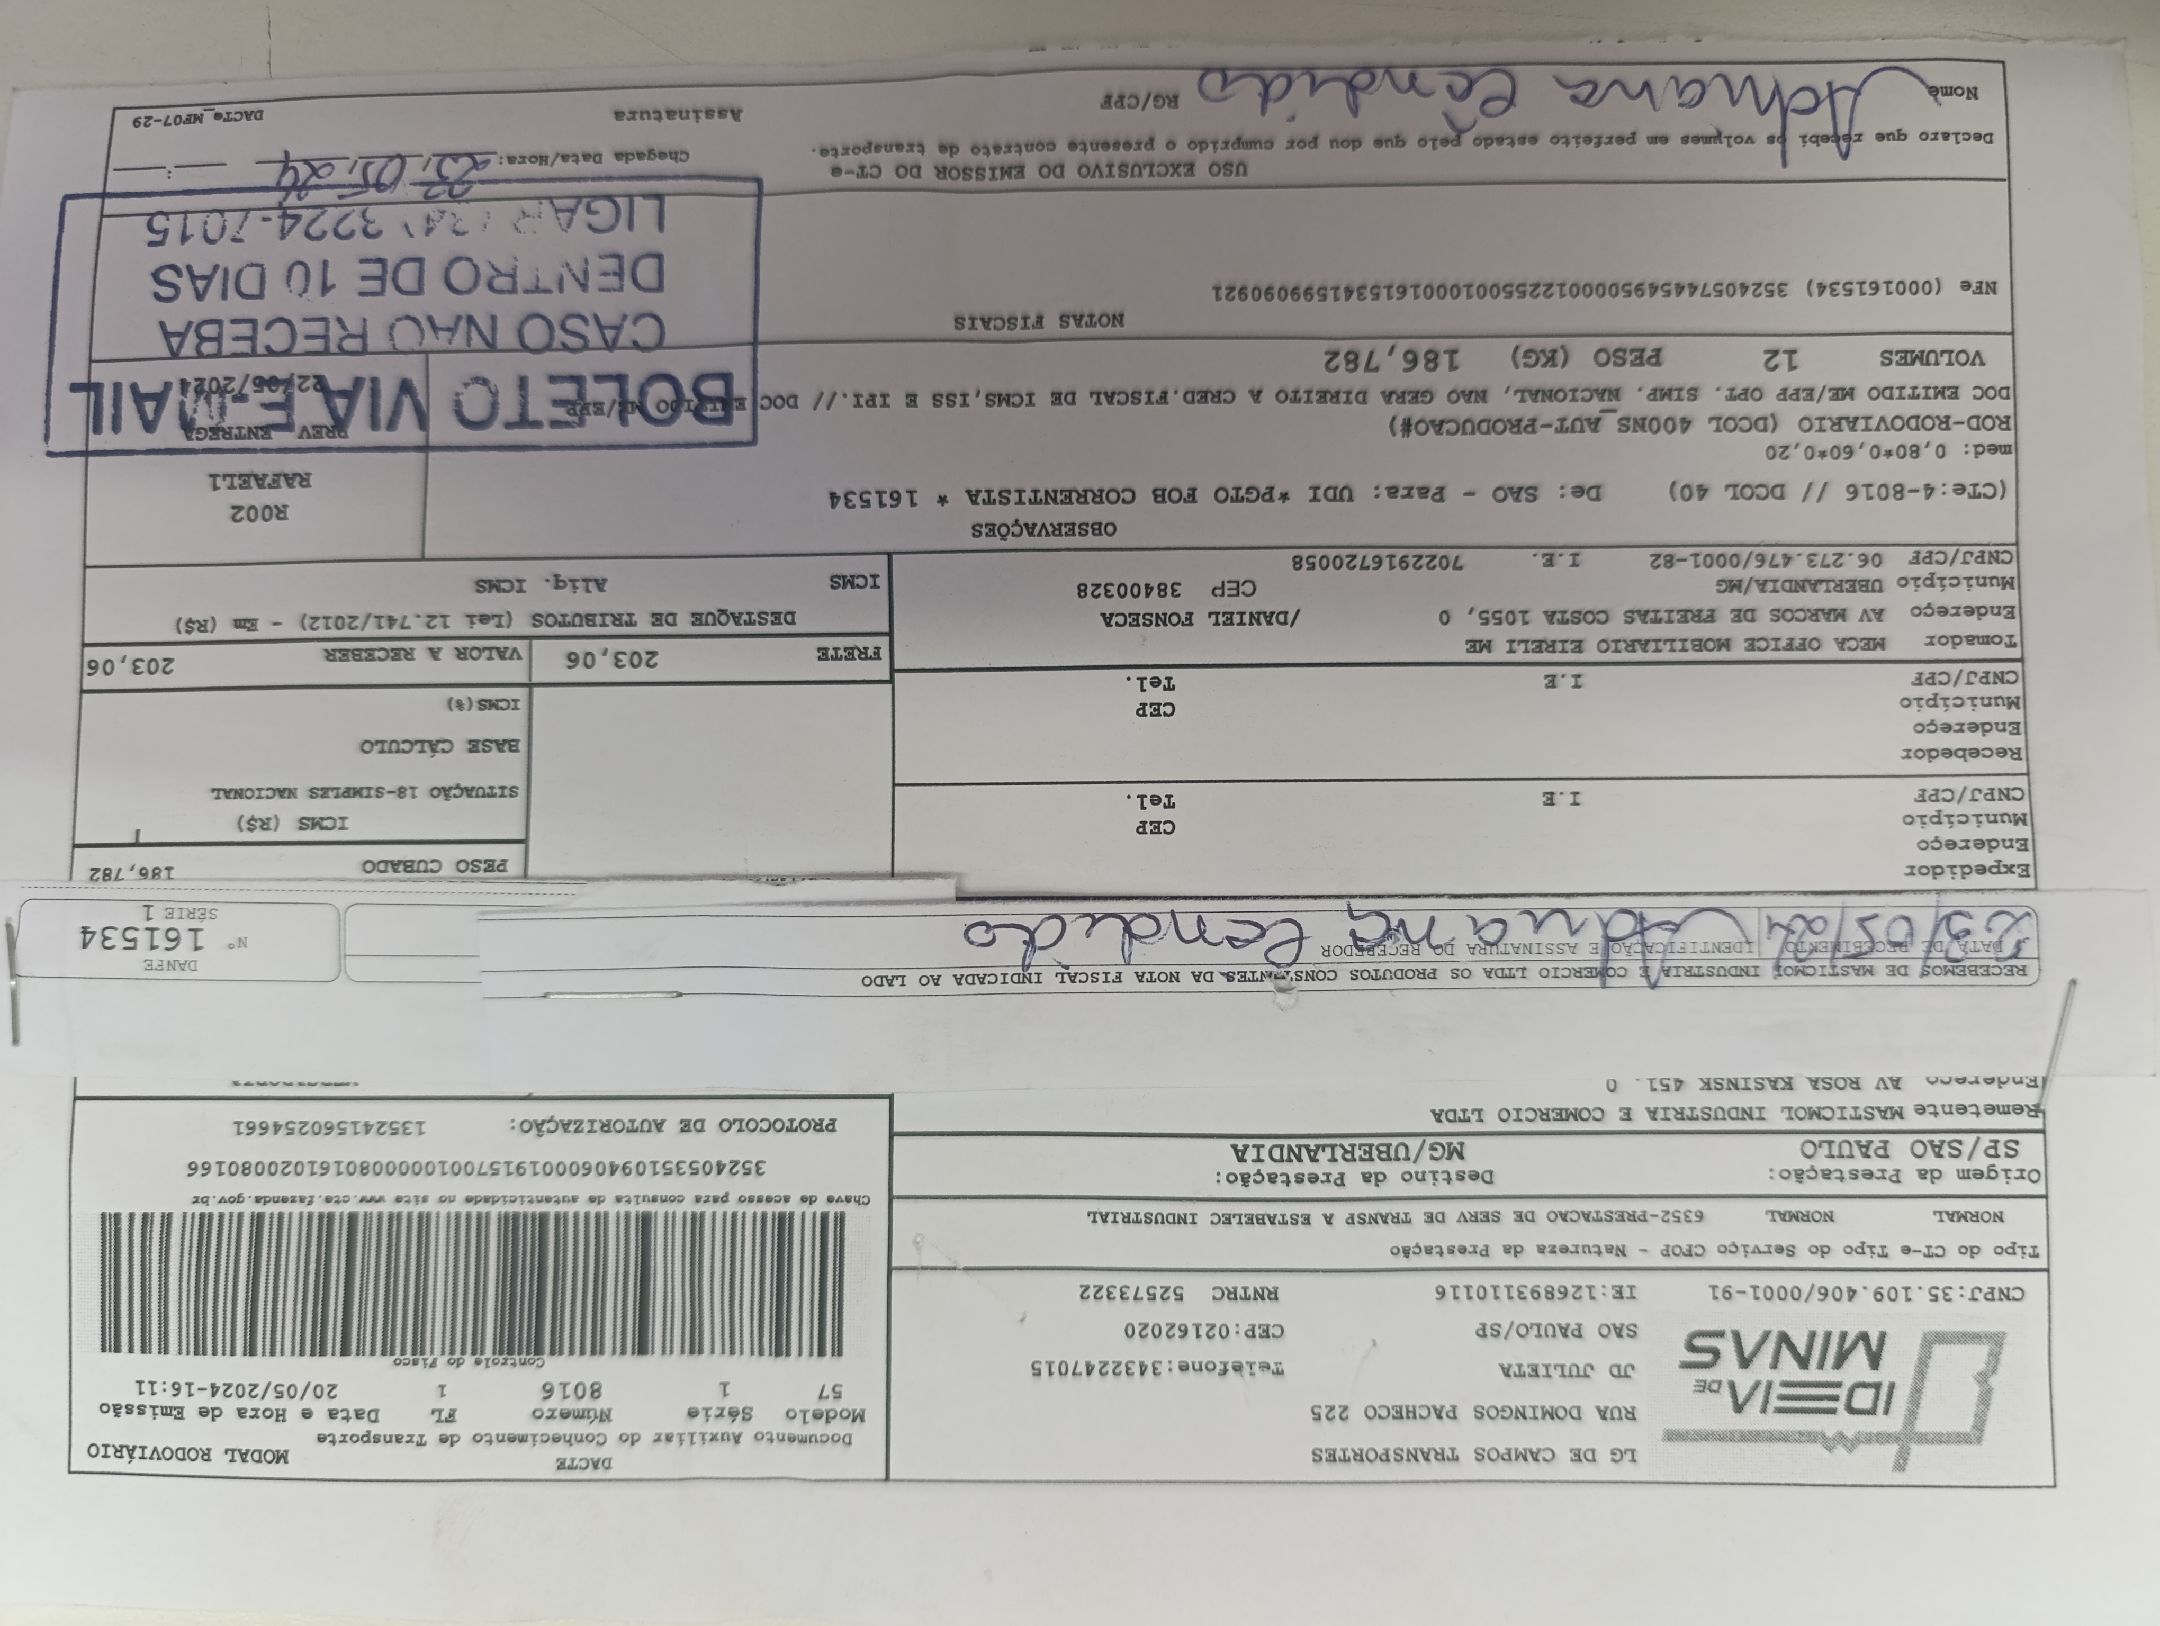 IDEIA DE
MINAS
LG DE CAMPOS TRANSPORTES
RUA DOMINGOS PACHECO 225
JD JULIETA Telefone:3432247015
SAO PAULO/SP CEP:02162020
CNPJ:35.109.406/0001-91 IE:126893110116 RNTRC 52573322
DACTE
Documento Auxiliar do Conhecimento de Transporte
MODAL RODOVIÁRIO
Modelo Série Número FL Data e Hora de Emissão
57 1 8016 1 20/05/2024-16:11
Controle do Fisco
Chave de acesso para consulta de autenticidade no site www.cte.fazenda.gov.br
35240535109406000191570010000080161020080166
PROTOCOLO DE AUTORIZAÇÃO: 135241560254661
Tipo do CT-e Tipo do Serviço CFOP - Natureza da Prestação
NORMAL NORMAL 6352-PRESTACAO DE SERV DE TRANSP A ESTABELEC INDUSTRIAL
Origem da Prestação: Destino da Prestação:
SP/SAO PAULO MG/UBERLANDIA
Remetente MASTICMOL INDUSTRIA E COMERCIO LTDA
Endereço AV ROSA KASINSK 451. 0
RECEBEMOS DE MASTICMOL INDUSTRIA E COMERCIO LTDA OS PRODUTOS CONSTANTES DA NOTA FISCAL INDICADA AO LADO
DATA DE RECEBIMENTO IDENTIFICAÇÃO E ASSINATURA DO RECEBEDOR
23/05/24 Adriana Cendido
DANFE
Nº 161534
SÉRIE 1
Expedidor
Endereço
Município CEP
CNPJ/CPF I.E Tel.
Recebedor
Endereço
Município CEP
CNPJ/CPF I.E Tel.
PESO CUBADO 186,782
ICMS (R$)
SITUAÇÃO 18-SIMPLES NACIONAL
BASE CÁLCULO
ICMS(%)
Tomador MECA OFFICE MOBILIARIO EIRELI ME
Endereço AV MARCOS DE FREITAS COSTA 1055, 0 /DANIEL FONSECA
Município UBERLANDIA/MG CEP 38400328
CNPJ/CPF 06.273.476/0001-82 I.E. 7022916720058
FRETE 203,06 VALOR A RECEBER 203,06
DESTAQUE DE TRIBUTOS (Lei 12.741/2012) - Em (R$)
ICMS Aliq. ICMS
OBSERVAÇÕES
(CTe:4-8016 // DCOL 40) De: SAO - Para: UDI *PGTO FOB CORRENTISTA * 161534
med: 0,80*0,60*0,20
ROD-RODOVIARIO (DCOL 400NS_AUT-PRODUCAO#)
DOC EMITIDO ME/EPP OPT. SIMP. NACIONAL, NAO GERA DIREITO A CRED.FISCAL DE ICMS,ISS E IPI.// DOC EMITIDO ME/EPP
R002
RAFAELI
PREV ENTREGA
22/05/2024
VOLUMES 12 PESO (KG) 186,782
NOTAS FISCAIS
NFe (000161534) 35240574454950000122550010001615341599090921
BOLETO VIA E-MAIL
CASO NAO RECEBA
DENTRO DE 10 DIAS
LIGAR (34) 3224-7015
USO EXCLUSIVO DO EMISSOR DO CT-e
Declaro que recebi os volumes em perfeito estado pelo que dou por cumprido o presente contrato de transporte.
Chegada Data/Hora: 23.05.24 __:__
Nome Adriana Cêndido RG/CPF Assinatura
DACTe_MF07-29